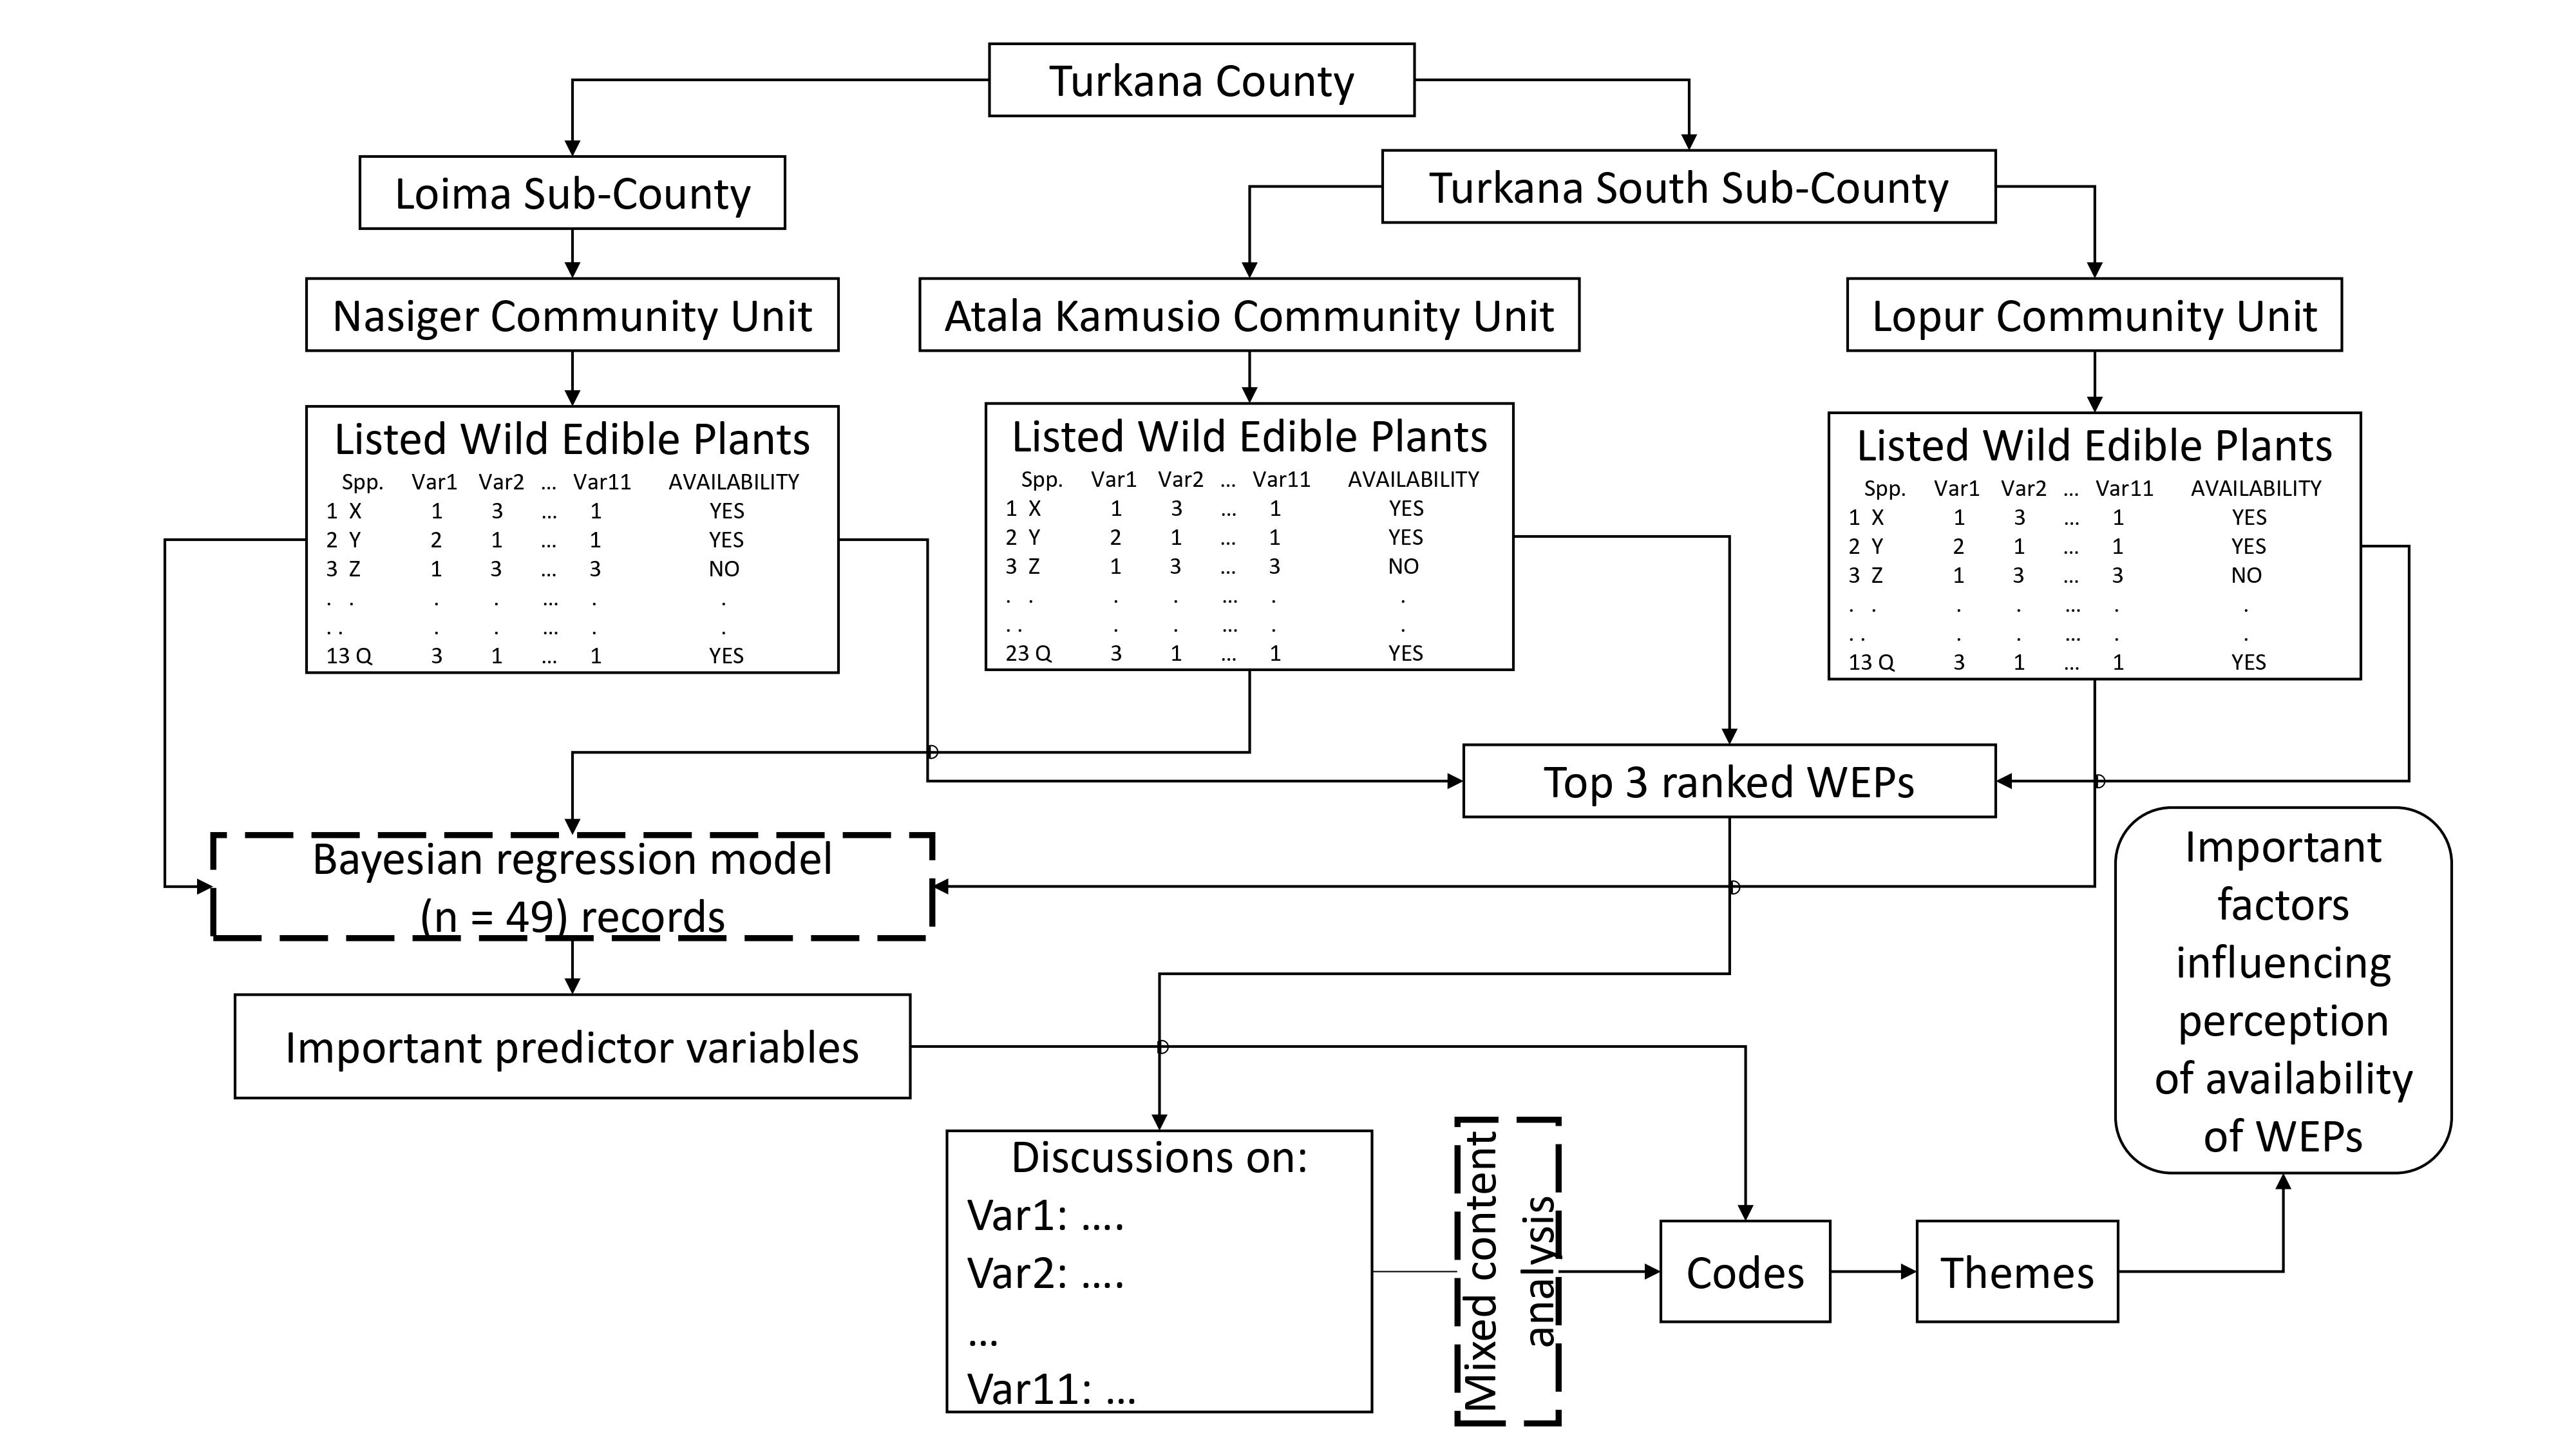 Turkana County
Loima Sub-County
Turkana South Sub-County
Nasiger Community Unit
Atala Kamusio Community Unit
Lopur Community Unit
Listed Wild Edible Plants
Spp. Var1 Var2 ... Var11 AVAILABILITY
1 X 1 3 ... 1 YES
2 Y 2 1 ... 1 YES
3 Z 1 3 ... 3 NO
. . . . ... . .
. . . . ... . .
13 Q 3 1 ... 1 YES
Listed Wild Edible Plants
Spp. Var1 Var2 ... Var11 AVAILABILITY
1 X 1 3 ... 1 YES
2 Y 2 1 ... 1 YES
3 Z 1 3 ... 3 NO
. . . . ... . .
. . . . ... . .
23 Q 3 1 ... 1 YES
Listed Wild Edible Plants
Spp. Var1 Var2 ... Var11 AVAILABILITY
1 X 1 3 ... 1 YES
2 Y 2 1 ... 1 YES
3 Z 1 3 ... 3 NO
. . . . ... . .
. . . . ... . .
13 Q 3 1 ... 1 YES
Top 3 ranked WEPs
Bayesian regression model
(n = 49) records
Important predictor variables
Discussions on:
Var1: ....
Var2: ....
...
Var11: ...
Mixed content
analysis
Codes
Themes
Important
factors
influencing
perception
of availability
of WEPs